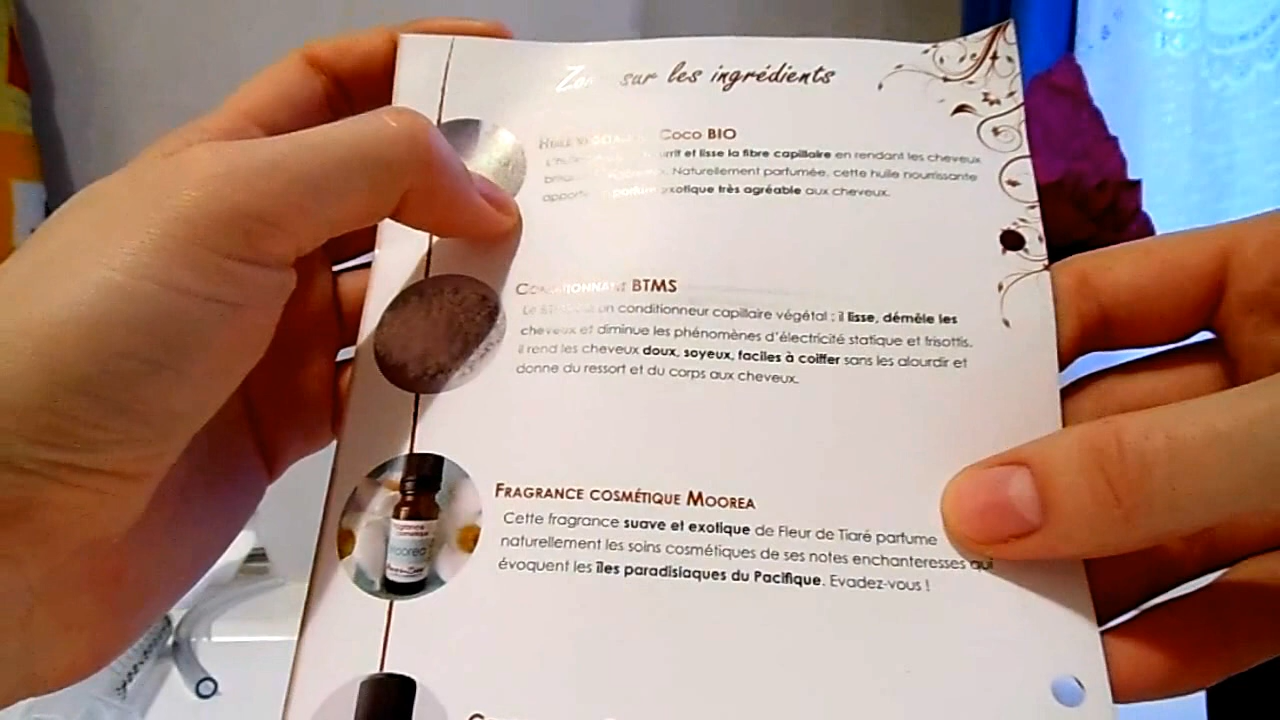 sur les ingrédients
Coco BIO
et lisse la fibre capillaire en rendant les cheveux
Naturellement parfumée, cette huile nourrissante
parfum exotique très agréable aux cheveux.
BTMS
un conditionneur capillaire végétal ; il lisse, démêle les
cheveux et diminue les phénomènes d'électricité statique et frisottis.
Il rend les cheveux doux, soyeux, faciles à coiffer sans les alourdir et
donne du ressort et du corps aux cheveux.
FRAGRANCE COSMÉTIQUE MOOREA
Cette fragrance suave et exotique de Fleur de Tiaré parfume
naturellement les soins cosmétiques de ses notes enchanteresses qui
évoquent les îles paradisiaques du Pacifique. Evadez-vous !
Moorea